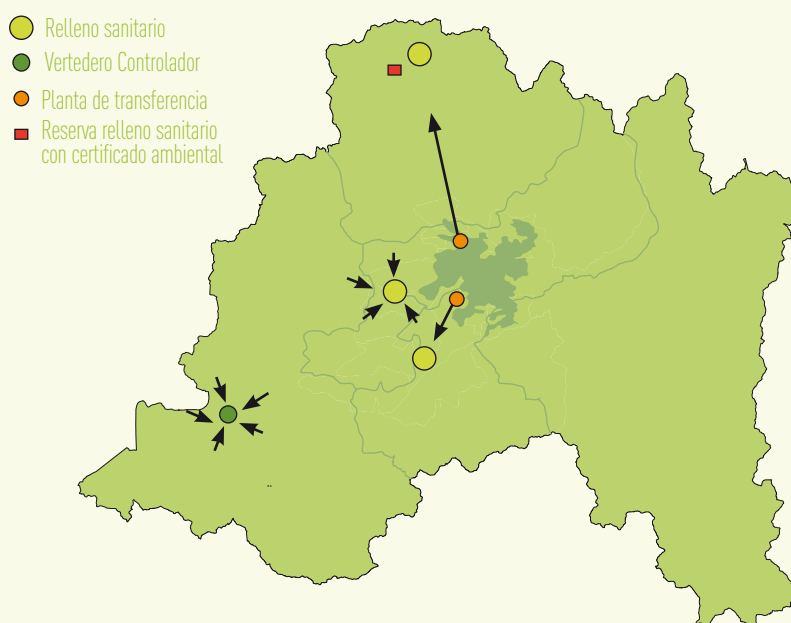 Relleno sanitario
Vertedero Controlador
Planta de transferencia
Reserva relleno sanitario
con certificado ambiental